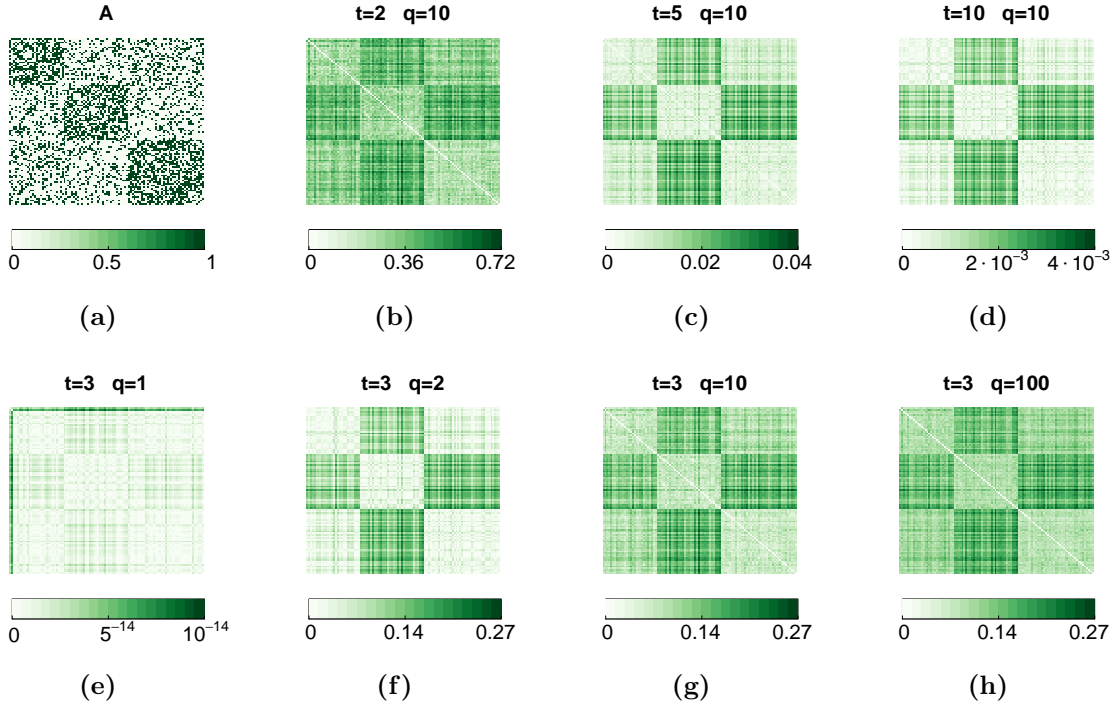 A t=2 q=10 t=5 q=10 t=10 q=10
0 0.5 1 0 0.36 0.72 0 0.02 0.04 0 2 · 10⁻³ 4 · 10⁻³
(a) (b) (c) (d)
t=3 q=1 t=3 q=2 t=3 q=10 t=3 q=100
0 5⁻¹⁴ 10⁻¹⁴ 0 0.14 0.27 0 0.14 0.27 0 0.14 0.27
(e) (f) (g) (h)